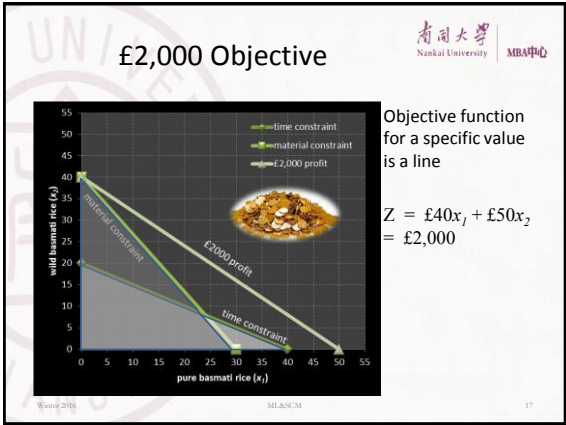 £2,000 Objective
南開大學
Nankai University
MBA中心
Objective function
for a specific value
is a line
Z = £40x₁ + £50x₂
= £2,000
time constraint
material constraint
£2,000 profit
wild basmati rice (x₂)
55
50
45
40
35
30
25
20
15
10
5
0
material constraint
£2000 profit
time constraint
0 5 10 15 20 25 30 35 40 45 50 55
pure basmati rice (x₁)
Winter 2016
ML&SCM
17